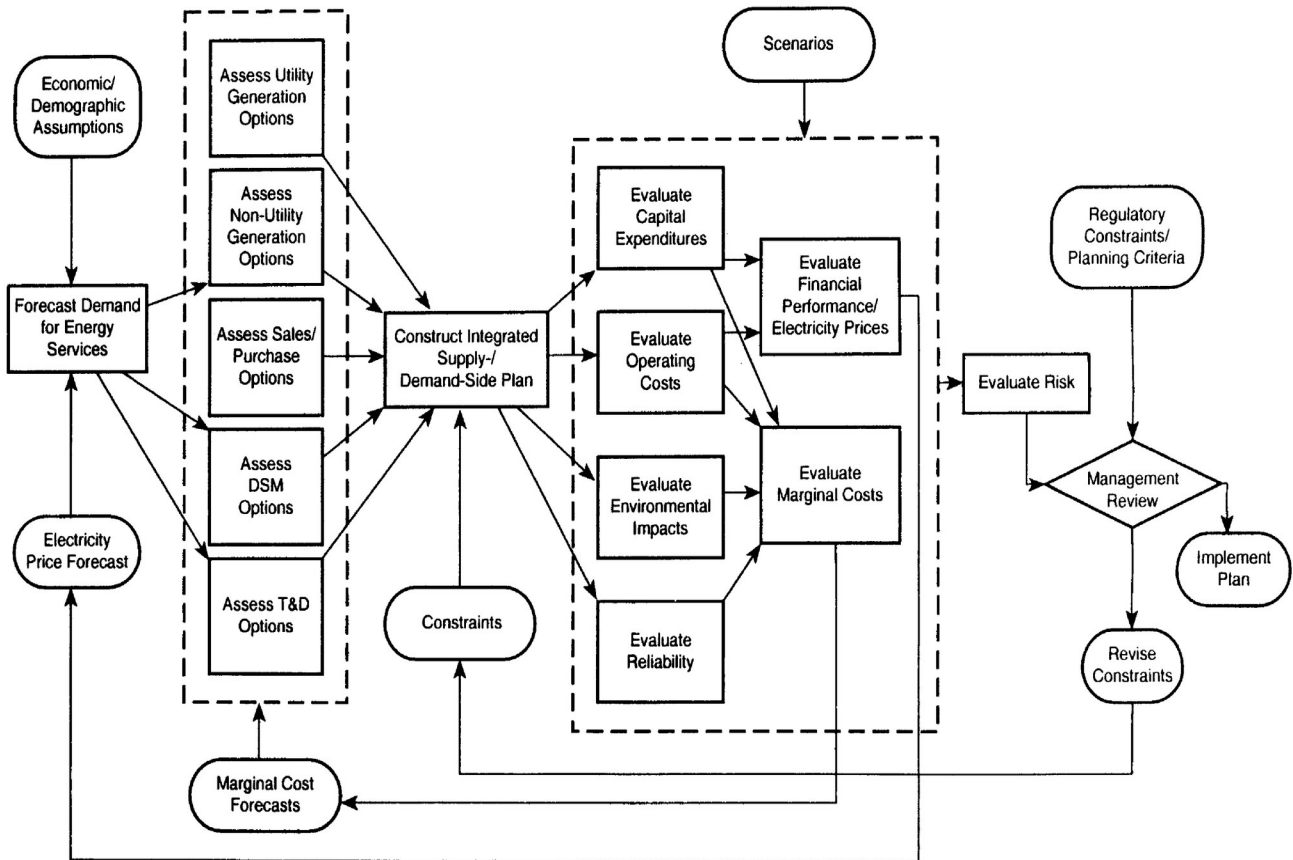 Economic/
Demographic
Assumptions
Forecast Demand
for Energy
Services
Electricity
Price Forecast
Assess Utility
Generation
Options
Assess
Non-Utility
Generation
Options
Assess Sales/
Purchase
Options
Assess
DSM
Options
Assess T&D
Options
Marginal Cost
Forecasts
Construct Integrated
Supply-/
Demand-Side Plan
Constraints
Scenarios
Evaluate
Capital
Expenditures
Evaluate
Operating
Costs
Evaluate
Environmental
Impacts
Evaluate
Reliability
Evaluate
Financial
Performance/
Electricity Prices
Evaluate
Marginal Costs
Evaluate Risk
Regulatory
Constraints/
Planning Criteria
Management
Review
Implement
Plan
Revise
Constraints